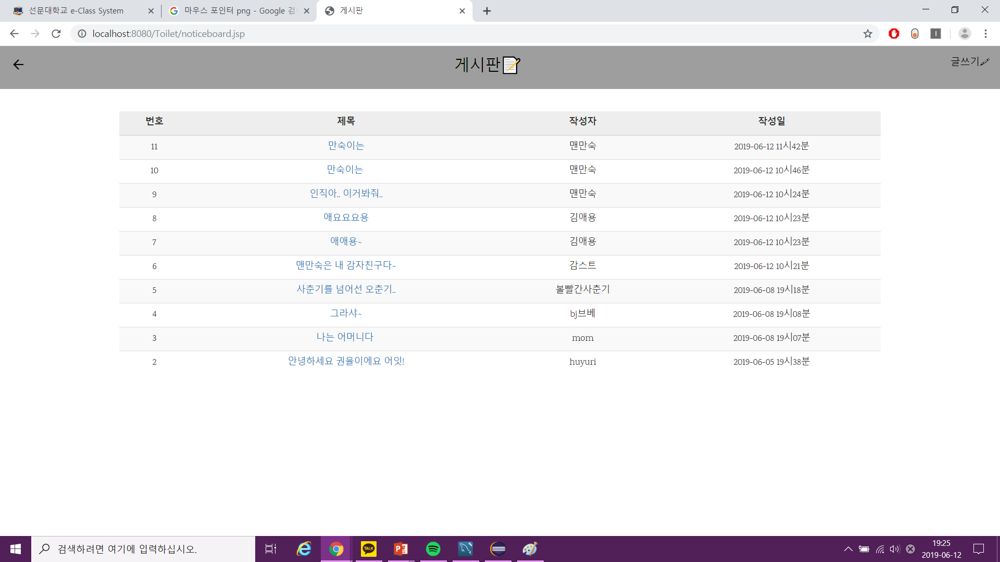 선문대학교 e-Class System
마우스 포인터 png - Google 검
게시판
localhost:8080/Toilet/noticeboard.jsp
게시판
글쓰기
번호 제목 작성자 작성일
11 만숙이는 맨만숙 2019-06-12 11시42분
10 만숙이는 맨만숙 2019-06-12 10시46분
9 인직아.. 이거봐줘.. 맨만숙 2019-06-12 10시24분
8 애요요요용 김애용 2019-06-12 10시23분
7 애애용~ 김애용 2019-06-12 10시23분
6 맨만숙은 내 감자친구다~ 감스트 2019-06-12 10시21분
5 사춘기를 넘어선 오춘기.. 볼빨간사춘기 2019-06-08 19시18분
4 그라샤~ bj브베 2019-06-08 19시08분
3 나는 어머니다 mom 2019-06-08 19시07분
2 안녕하세요 권율이에요 어잇! huyuri 2019-06-05 19시38분
검색하려면 여기에 입력하십시오.
TALK
19:25
2019-06-12